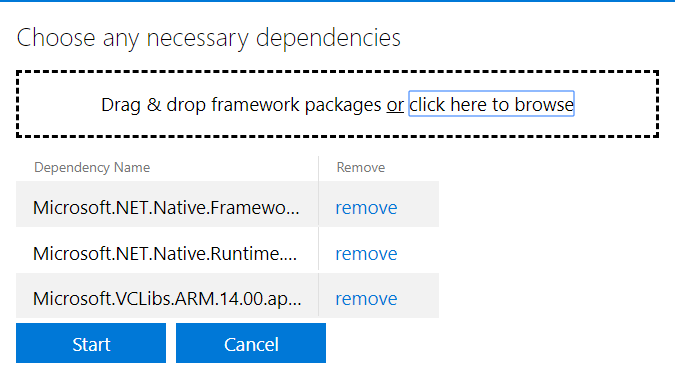 Choose any necessary dependencies
Drag & drop framework packages or click here to browse
Dependency Name Remove
Microsoft.NET.Native.Framewo... remove
Microsoft.NET.Native.Runtime.... remove
Microsoft.VCLibs.ARM.14.00.ap... remove
Start Cancel